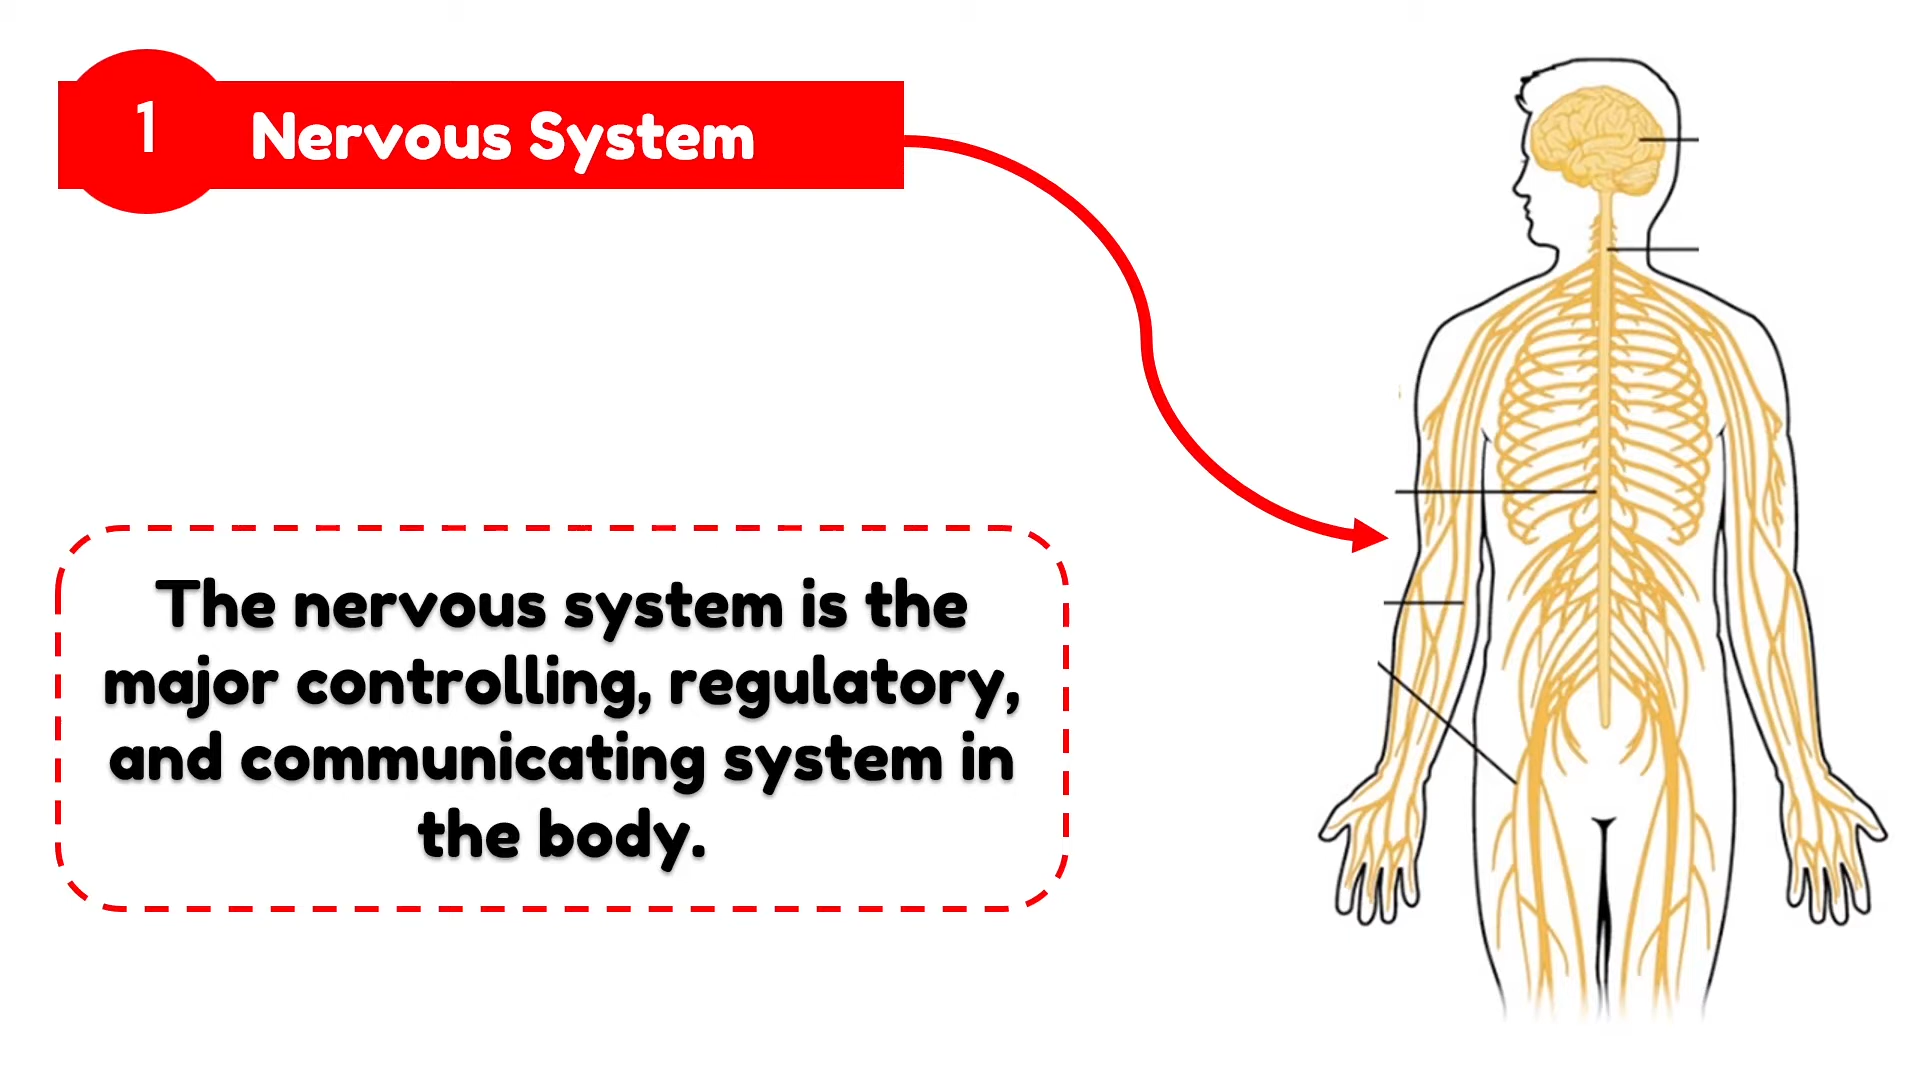 1
Nervous System
The nervous system is the
major controlling, regulatory,
and communicating system in
the body.